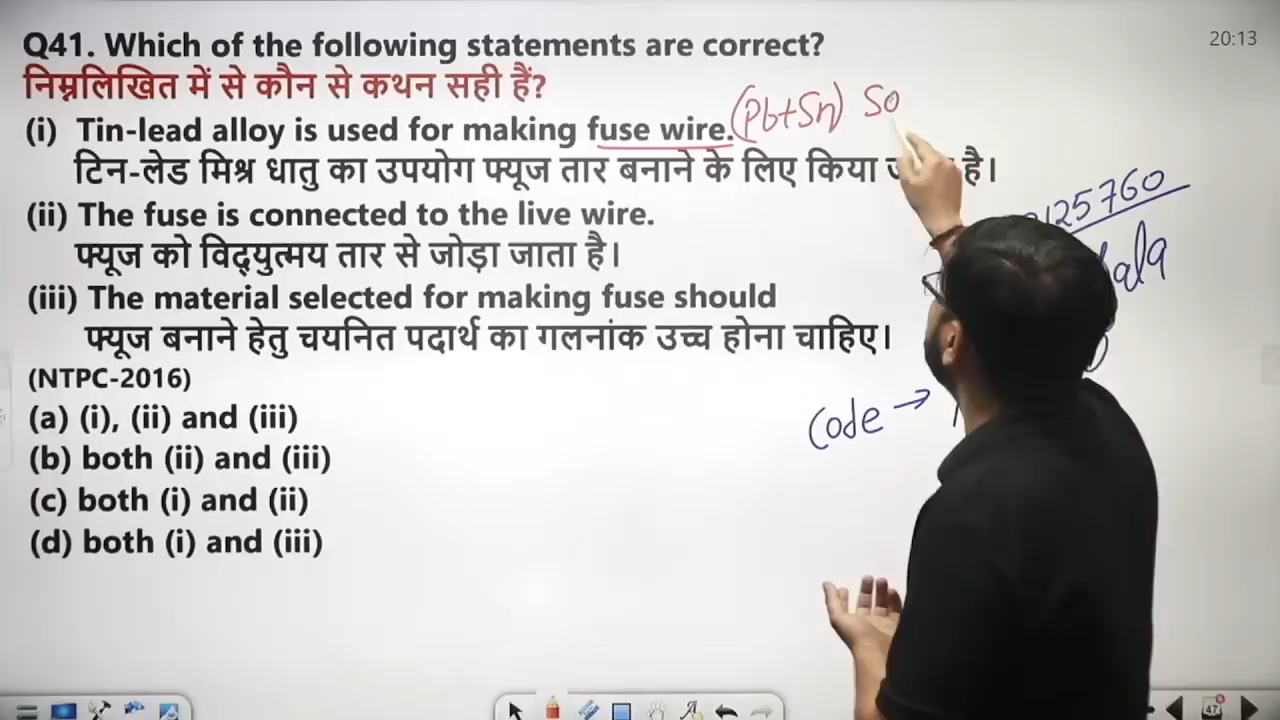 Q41. Which of the following statements are correct?
20:13
निम्नलिखित में से कौन से कथन सही हैं?
(i) Tin-lead alloy is used for making fuse wire. (Pb+Sn) So
टिन-लेड मिश्र धातु का उपयोग फ्यूज तार बनाने के लिए किया है।
(ii) The fuse is connected to the live wire.
125760
फ्यूज को विद्युत्मय तार से जोड़ा जाता है।
(iii) The material selected for making fuse should
फ्यूज बनाने हेतु चयनित पदार्थ का गलनांक उच्च होना चाहिए।
(NTPC-2016)
(a) (i), (ii) and (iii)
Code →
(b) both (ii) and (iii)
(c) both (i) and (ii)
(d) both (i) and (iii)
47